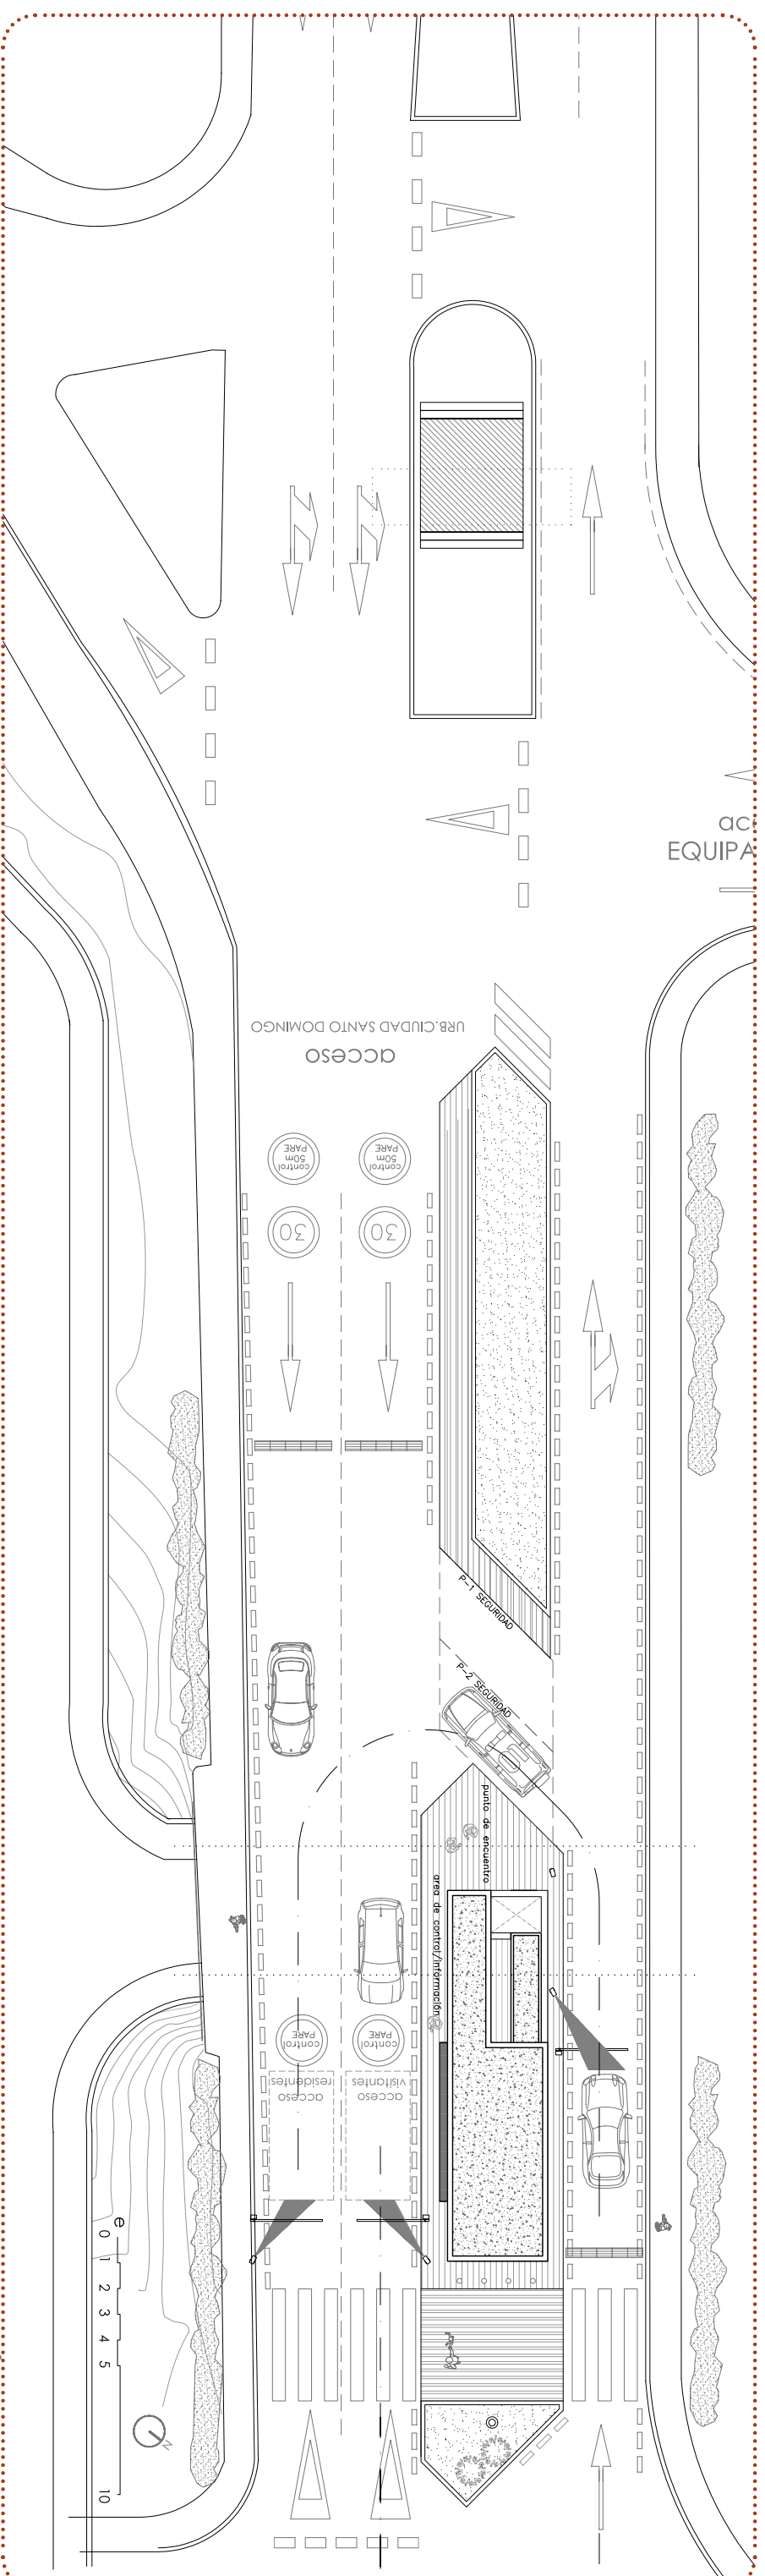 acc
EQUIPA
URB.CIUDAD SANTO DOMINGO
acceso
control
50m
PARE
control
50m
PARE
30
30
P-1 SEGURIDAD
P-2 SEGURIDAD
punto de encuentro
area de control/información
control
PARE
control
PARE
acceso
residentes
acceso
visitantes
e
0
1
2
3
4
5
10
N